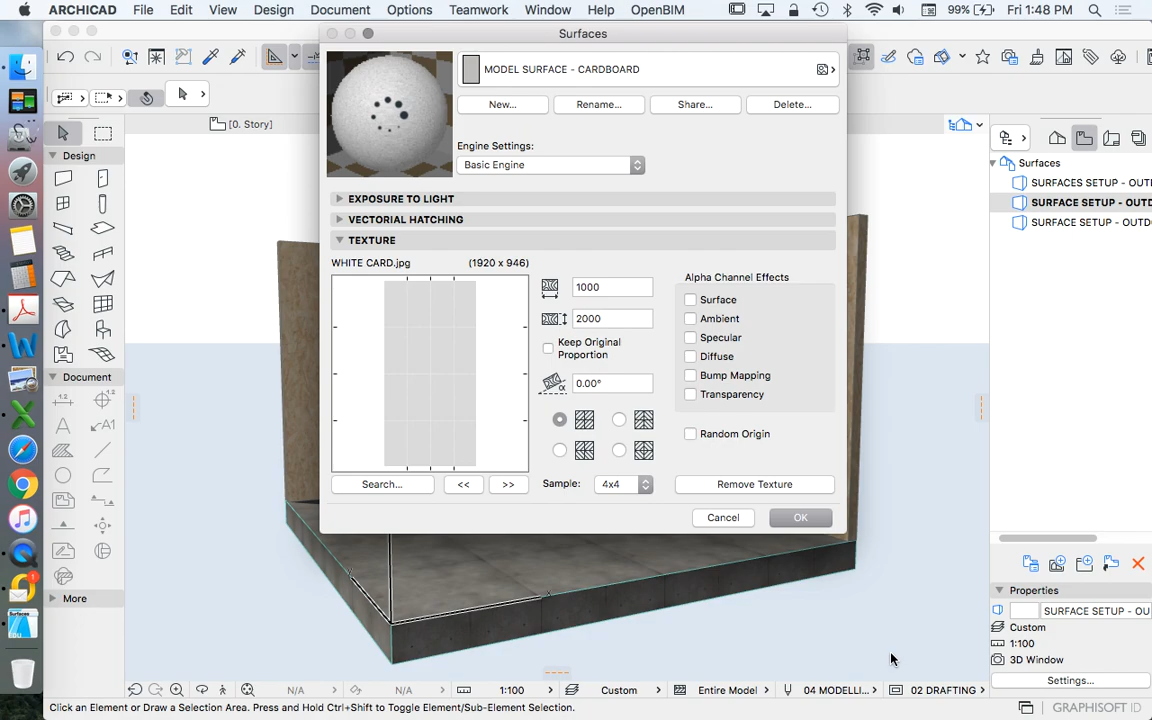 ARCHICAD File Edit View Design Document Options Teamwork Window Help OpenBIM 99% Fri 1:48 PM
Surfaces
MODEL SURFACE - CARDBOARD
New... Rename... Share... Delete...
[0. Story]
Engine Settings:
Basic Engine
Design
Surfaces
SURFACES SETUP - OUTD
EXPOSURE TO LIGHT
SURFACE SETUP - OUTD
VECTORIAL HATCHING
SURFACE SETUP - OUTDO
TEXTURE
WHITE CARD.jpg (1920 x 946)
Alpha Channel Effects
1000
Surface
2000
Ambient
Specular
Keep Original
Proportion
Diffuse
Bump Mapping
0.00°
Transparency
Document
Random Origin
Search... << >> Sample: 4x4 Remove Texture
Cancel OK
More
Properties
SURFACE SETUP - OU
Custom
1:100
3D Window
Settings...
N/A N/A 1:100 Custom Entire Model 04 MODELLI... 02 DRAFTING
Click an Element or Draw a Selection Area. Press and Hold Ctrl+Shift to Toggle Element/Sub-Element Selection.
GRAPHISOFT ID